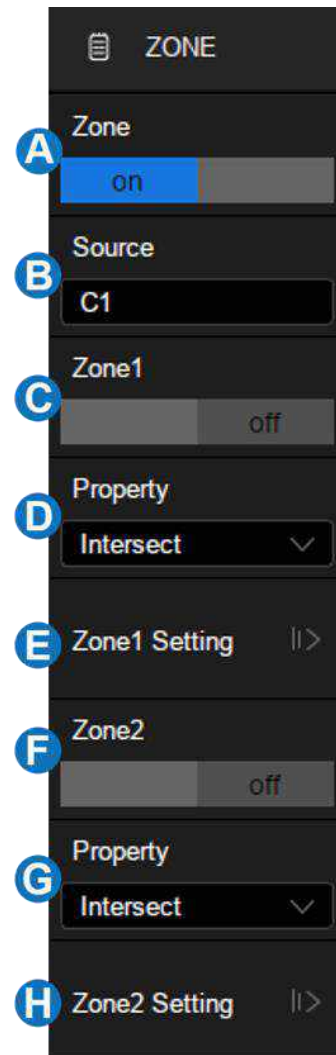 ZONE
A
Zone
on
B
Source
C1
C
Zone1
off
D
Property
Intersect
E
Zone1 Setting
F
Zone2
off
G
Property
Intersect
H
Zone2 Setting